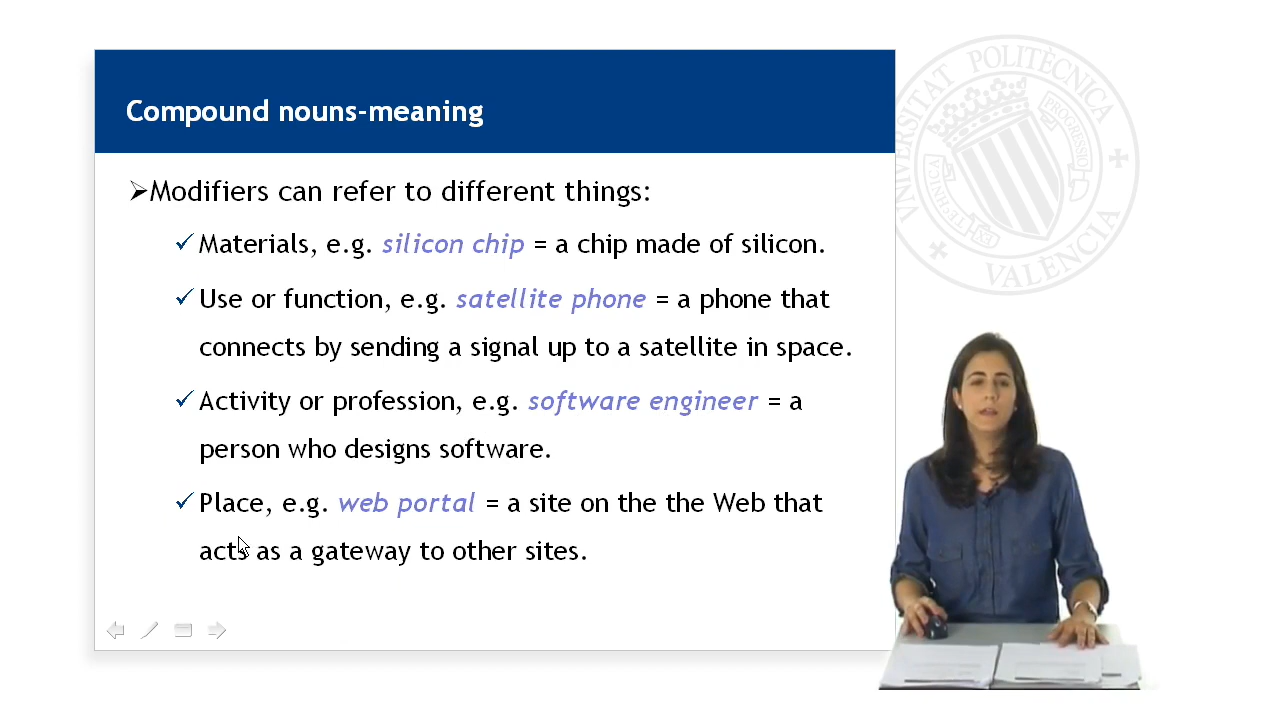 UNIVERSITAT POLITÈCNICA
VALÈNCIA
Compound nouns-meaning
Modifiers can refer to different things:
Materials, e.g. silicon chip = a chip made of silicon.
Use or function, e.g. satellite phone = a phone that
connects by sending a signal up to a satellite in space.
Activity or profession, e.g. software engineer = a
person who designs software.
Place, e.g. web portal = a site on the the Web that
acts as a gateway to other sites.